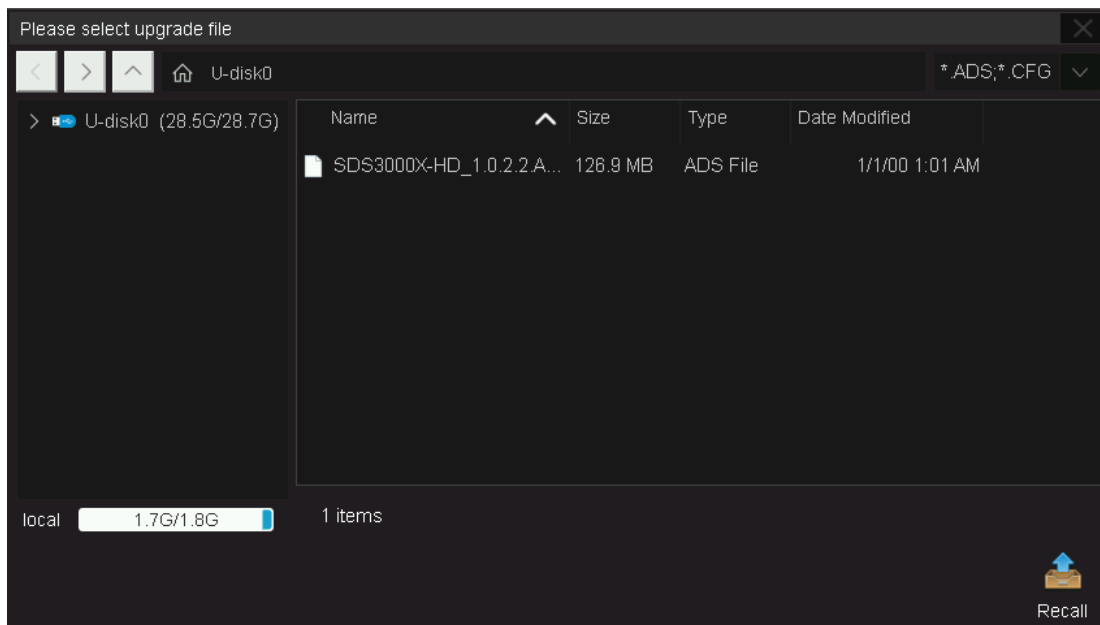 Please select upgrade file
U-disk0 *.ADS;*.CFG
U-disk0 (28.5G/28.7G)
Name Size Type Date Modified
SDS3000X-HD_1.0.2.2.A... 126.9 MB ADS File 1/1/00 1:01 AM
local 1.7G/1.8G 1 items
Recall